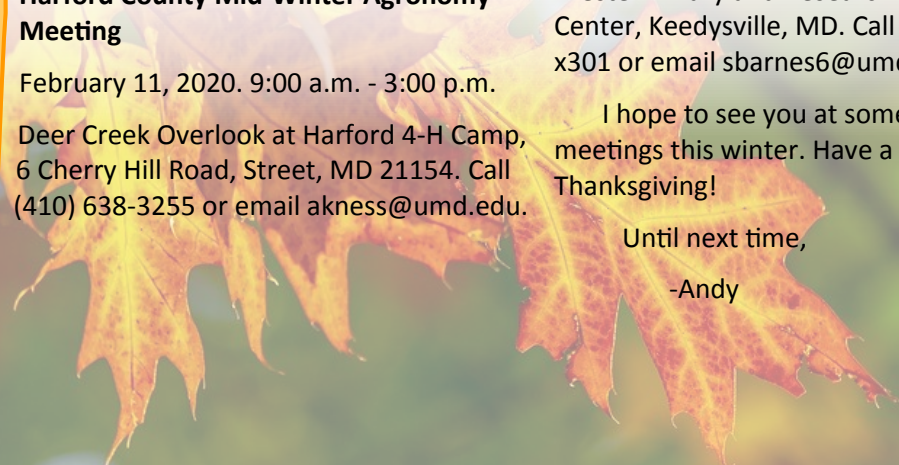 Harford County Mid-Winter Agronomy
Meeting
February 11, 2020. 9:00 a.m. - 3:00 p.m.
Deer Creek Overlook at Harford 4-H Camp,
6 Cherry Hill Road, Street, MD 21154. Call
(410) 638-3255 or email akness@umd.edu.
Center, Keedysville, MD. Call
x301 or email sbarnes6@um
I hope to see you at some
meetings this winter. Have a
Thanksgiving!
Until next time,
-Andy